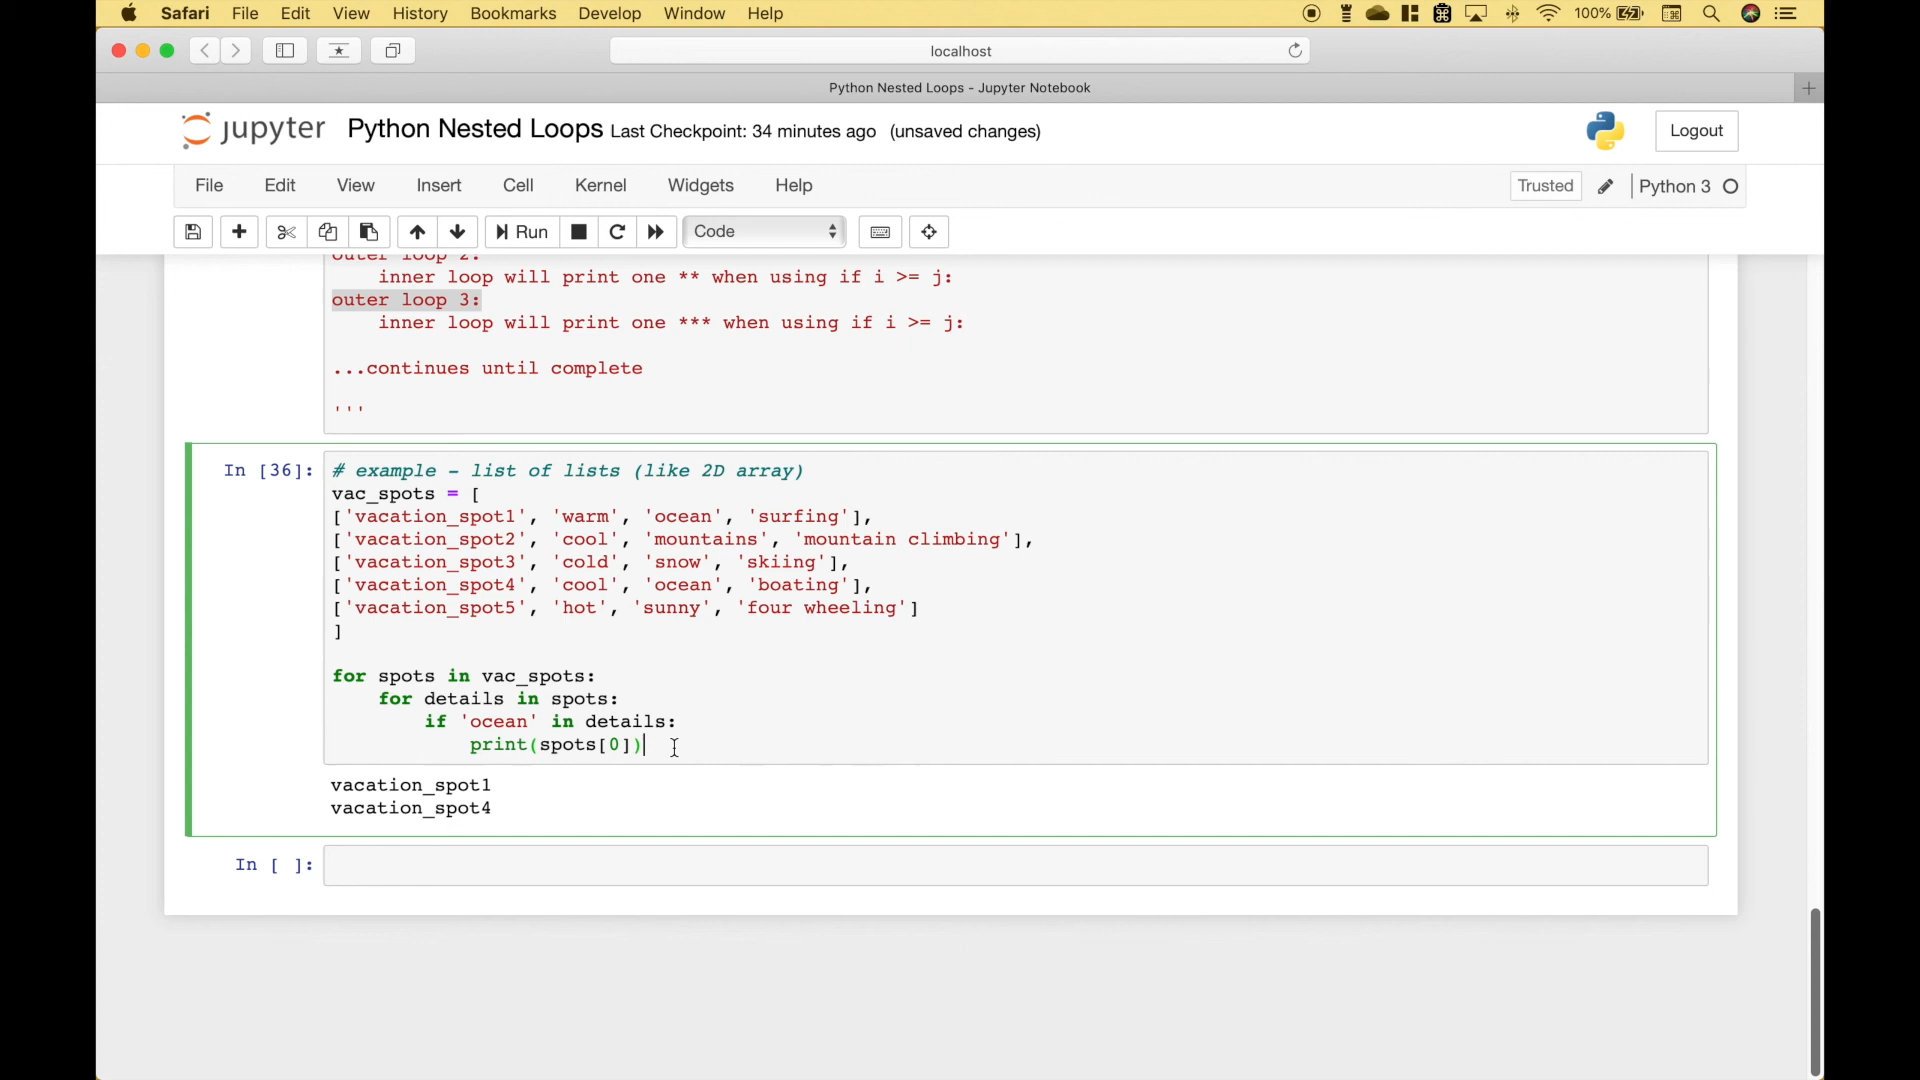 Safari File Edit View History Bookmarks Develop Window Help 100%
localhost
Python Nested Loops - Jupyter Notebook
jupyter Python Nested Loops Last Checkpoint: 34 minutes ago (unsaved changes) Logout
File Edit View Insert Cell Kernel Widgets Help Trusted Python 3
Run Code
outer loop 2:
    inner loop will print one ** when using if i >= j:
outer loop 3:
    inner loop will print one *** when using if i >= j:
...continues until complete
'''
In [36]: # example - list of lists (like 2D array)
vac_spots = [
['vacation_spot1', 'warm', 'ocean', 'surfing'],
['vacation_spot2', 'cool', 'mountains', 'mountain climbing'],
['vacation_spot3', 'cold', 'snow', 'skiing'],
['vacation_spot4', 'cool', 'ocean', 'boating'],
['vacation_spot5', 'hot', 'sunny', 'four wheeling']
]
for spots in vac_spots:
    for details in spots:
        if 'ocean' in details:
            print(spots[0])
vacation_spot1
vacation_spot4
In [ ]: